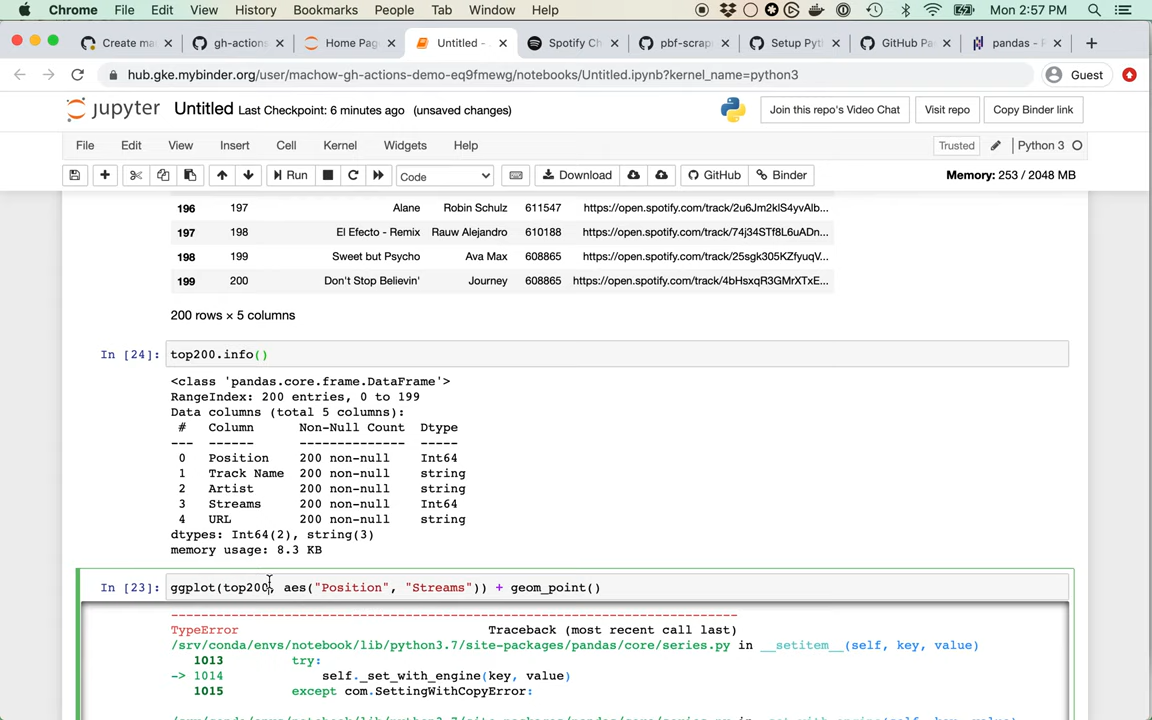 Chrome File Edit View History Bookmarks People Tab Window Help Mon 2:57 PM
Create ma Untitled - gh-actions Home Pag Spotify Ch pbf-scrap Setup Pyt GitHub Pa pandas - P
hub.gke.mybinder.org/user/machow-gh-actions-demo-eq9fmewg/notebooks/Untitled.ipynb?kernel_name=python3 Guest
jupyter Untitled Last Checkpoint: 6 minutes ago (unsaved changes) Join this repo's Video Chat Visit repo Copy Binder link
File Edit View Insert Cell Kernel Widgets Help Trusted Python 3
Run Code Download GitHub Binder Memory: 253 / 2048 MB
196 197 Alane Robin Schulz 611547 https://open.spotify.com/track/2u6Jm2klS4yvAlb...
197 198 El Efecto - Remix Rauw Alejandro 610188 https://open.spotify.com/track/74j34STf8L6uADn...
198 199 Sweet but Psycho Ava Max 608865 https://open.spotify.com/track/25sgk305KZfyuqV...
199 200 Don't Stop Believin' Journey 608865 https://open.spotify.com/track/4bHsxqR3GMrXTxE...
200 rows × 5 columns
In [24]: top200.info()
<class 'pandas.core.frame.DataFrame'>
RangeIndex: 200 entries, 0 to 199
Data columns (total 5 columns):
# Column Non-Null Count Dtype
--- ------ -------------- -----
0 Position 200 non-null Int64
1 Track Name 200 non-null string
2 Artist 200 non-null string
3 Streams 200 non-null Int64
4 URL 200 non-null string
dtypes: Int64(2), string(3)
memory usage: 8.3 KB
In [23]: ggplot(top200, aes("Position", "Streams")) + geom_point()
---------------------------------------------------------------------------
TypeError Traceback (most recent call last)
/srv/conda/envs/notebook/lib/python3.7/site-packages/pandas/core/series.py in __setitem__(self, key, value)
1013 try:
-> 1014 self._set_with_engine(key, value)
1015 except com.SettingWithCopyError: